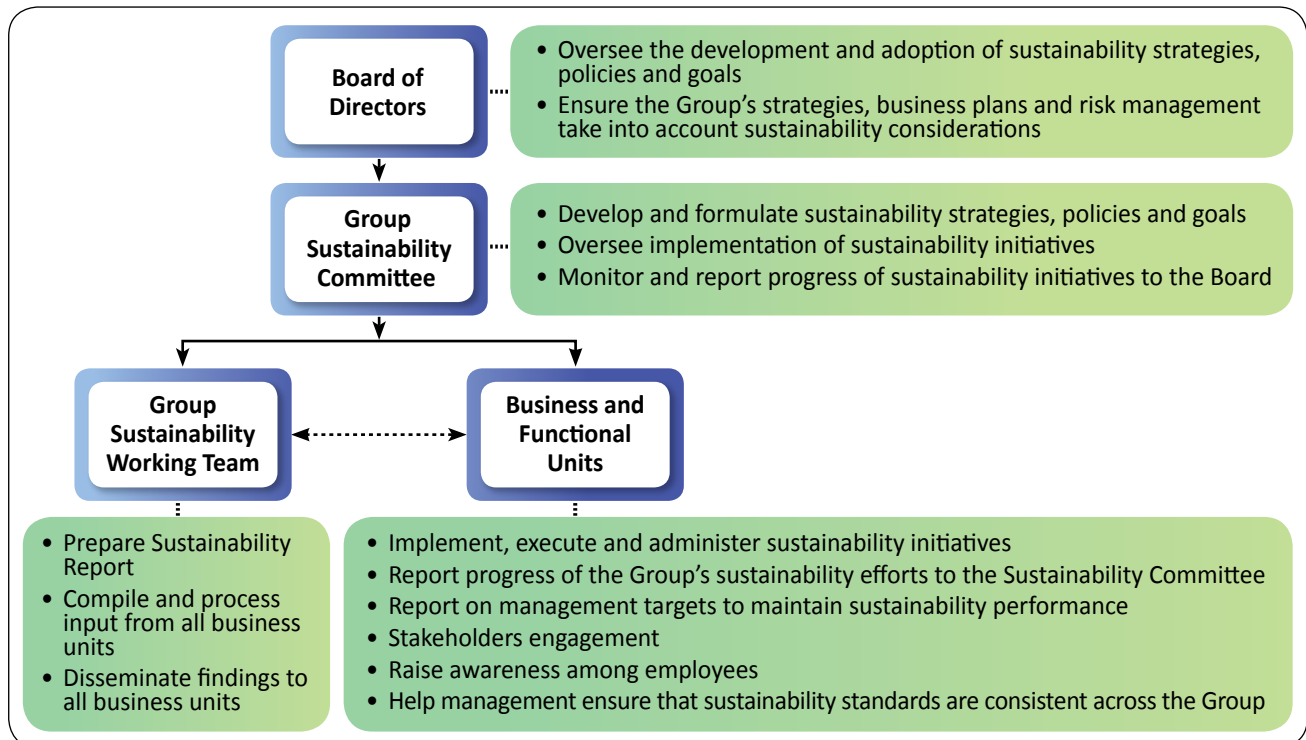 Board of
Directors
• Oversee the development and adoption of sustainability strategies,
policies and goals
• Ensure the Group’s strategies, business plans and risk management
take into account sustainability considerations
Group
Sustainability
Committee
• Develop and formulate sustainability strategies, policies and goals
• Oversee implementation of sustainability initiatives
• Monitor and report progress of sustainability initiatives to the Board
Group
Sustainability
Working Team
Business and
Functional
Units
• Prepare Sustainability
Report
• Compile and process
input from all business
units
• Disseminate findings to
all business units
• Implement, execute and administer sustainability initiatives
• Report progress of the Group’s sustainability efforts to the Sustainability Committee
• Report on management targets to maintain sustainability performance
• Stakeholders engagement
• Raise awareness among employees
• Help management ensure that sustainability standards are consistent across the Group